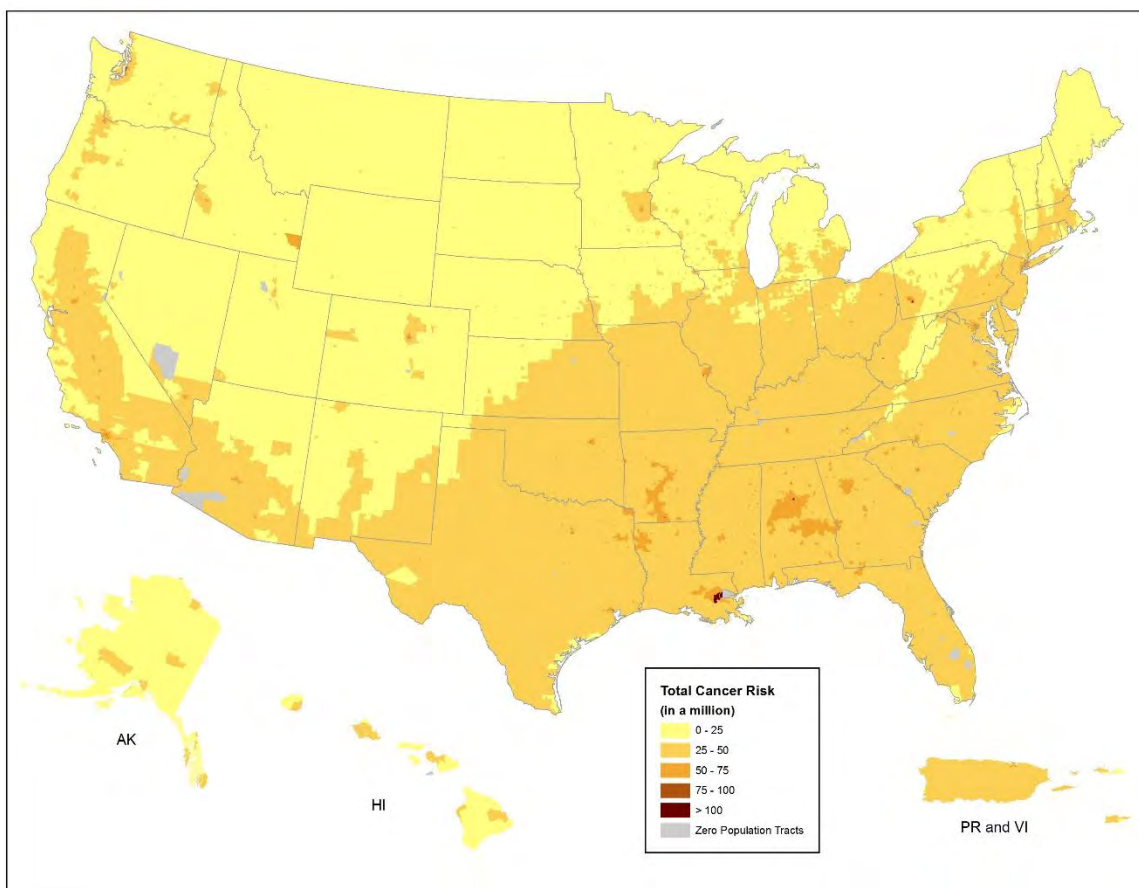 AK
HI
Total Cancer Risk
(in a million)
0 - 25
25 - 50
50 - 75
75 - 100
> 100
Zero Population Tracts
PR and VI